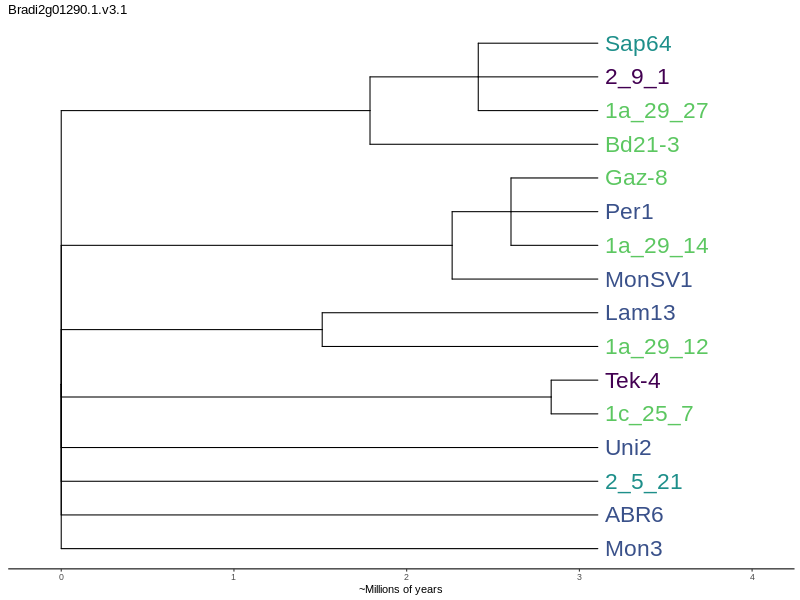 Bradi2g01290.1.v3.1
Sap64
2_9_1
1a_29_27
Bd21-3
Gaz-8
Per1
1a_29_14
MonSV1
Lam13
1a_29_12
Tek-4
1c_25_7
Uni2
2_5_21
ABR6
Mon3
0 1 2 3 4
~Millions of years